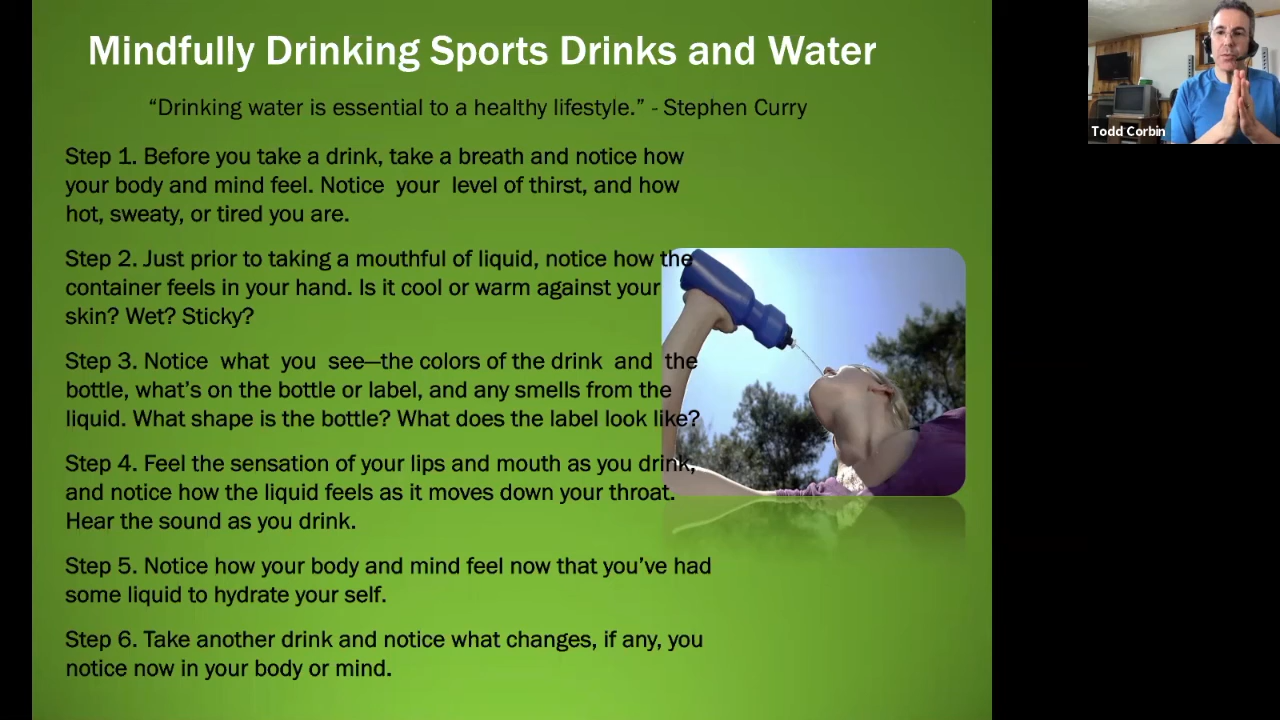 Mindfully Drinking Sports Drinks and Water
“Drinking water is essential to a healthy lifestyle.” - Stephen Curry
Step 1. Before you take a drink, take a breath and notice how
your body and mind feel. Notice your level of thirst, and how
hot, sweaty, or tired you are.
Step 2. Just prior to taking a mouthful of liquid, notice how the
container feels in your hand. Is it cool or warm against your
skin? Wet? Sticky?
Step 3. Notice what you see—the colors of the drink and the
bottle, what’s on the bottle or label, and any smells from the
liquid. What shape is the bottle? What does the label look like?
Step 4. Feel the sensation of your lips and mouth as you drink,
and notice how the liquid feels as it moves down your throat.
Hear the sound as you drink.
Step 5. Notice how your body and mind feel now that you’ve had
some liquid to hydrate your self.
Step 6. Take another drink and notice what changes, if any, you
notice now in your body or mind.
Todd Corbin